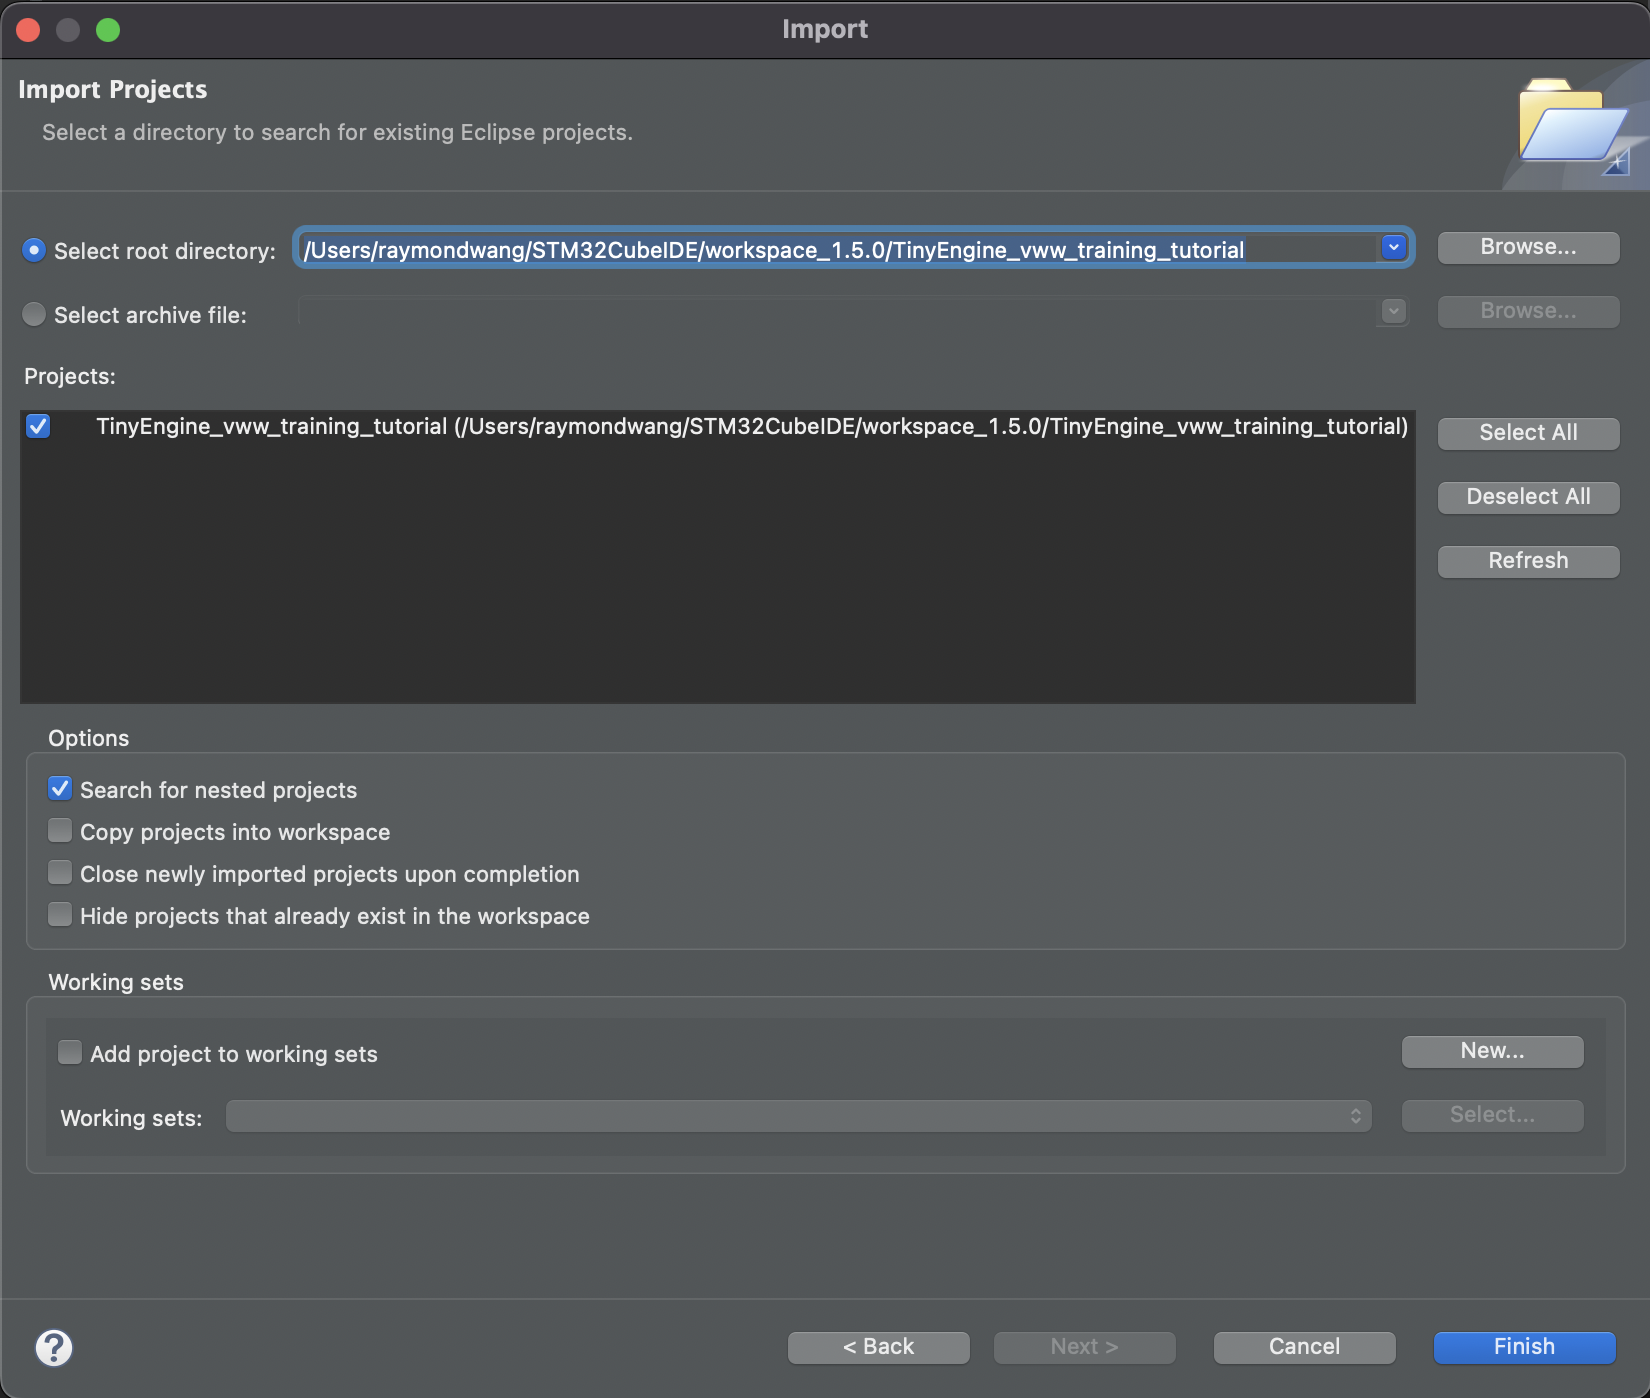 Import
Import Projects
Select a directory to search for existing Eclipse projects.
Select root directory: /Users/raymondwang/STM32CubeIDE/workspace_1.5.0/TinyEngine_vww_training_tutorial Browse...
Select archive file: Browse...
Projects:
TinyEngine_vww_training_tutorial (/Users/raymondwang/STM32CubeIDE/workspace_1.5.0/TinyEngine_vww_training_tutorial)
Select All
Deselect All
Refresh
Options
Search for nested projects
Copy projects into workspace
Close newly imported projects upon completion
Hide projects that already exist in the workspace
Working sets
Add project to working sets New...
Working sets: Select...
? < Back Next > Cancel Finish